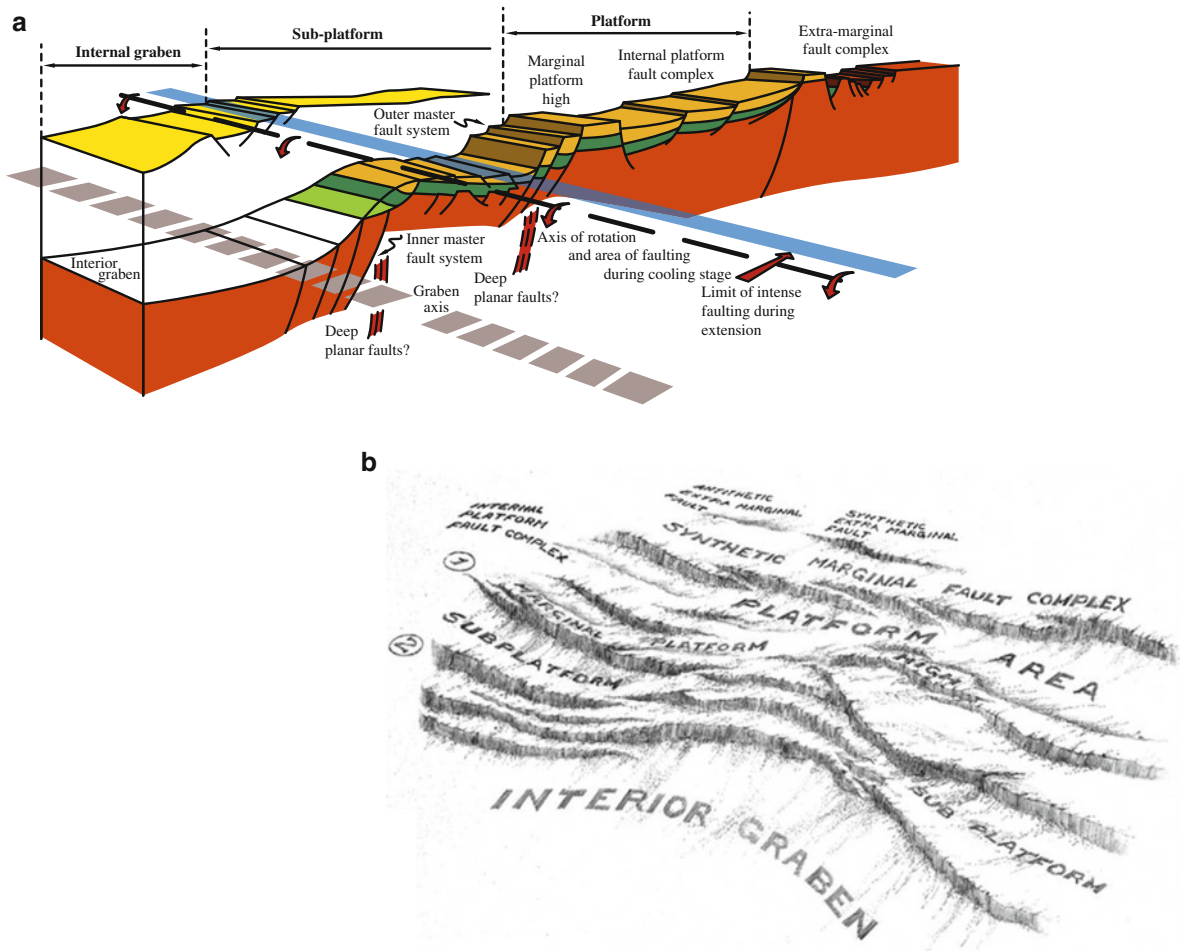 a
Internal graben
Sub-platform
Platform
Extra-marginal
fault complex
Marginal
platform
high
Internal platform
fault complex
Outer master
fault system
Interior
graben
Inner master
fault system
Deep
planar faults?
Graben
axis
Deep
planar faults?
Axis of rotation
and area of faulting
during cooling stage
Limit of intense
faulting during
extension
b
ANTITHETIC
EXTRA MARGINAL
FAULT
SYNTHETIC
EXTRA MARGINAL
FAULT
INTERNAL
PLATFORM
FAULT COMPLEX
SYNTHETIC MARGINAL FAULT COMPLEX
1
MARGINAL PLATFORM HIGH
PLATFORM AREA
2
SUBPLATFORM
SUB PLATFORM
INTERIOR GRABEN